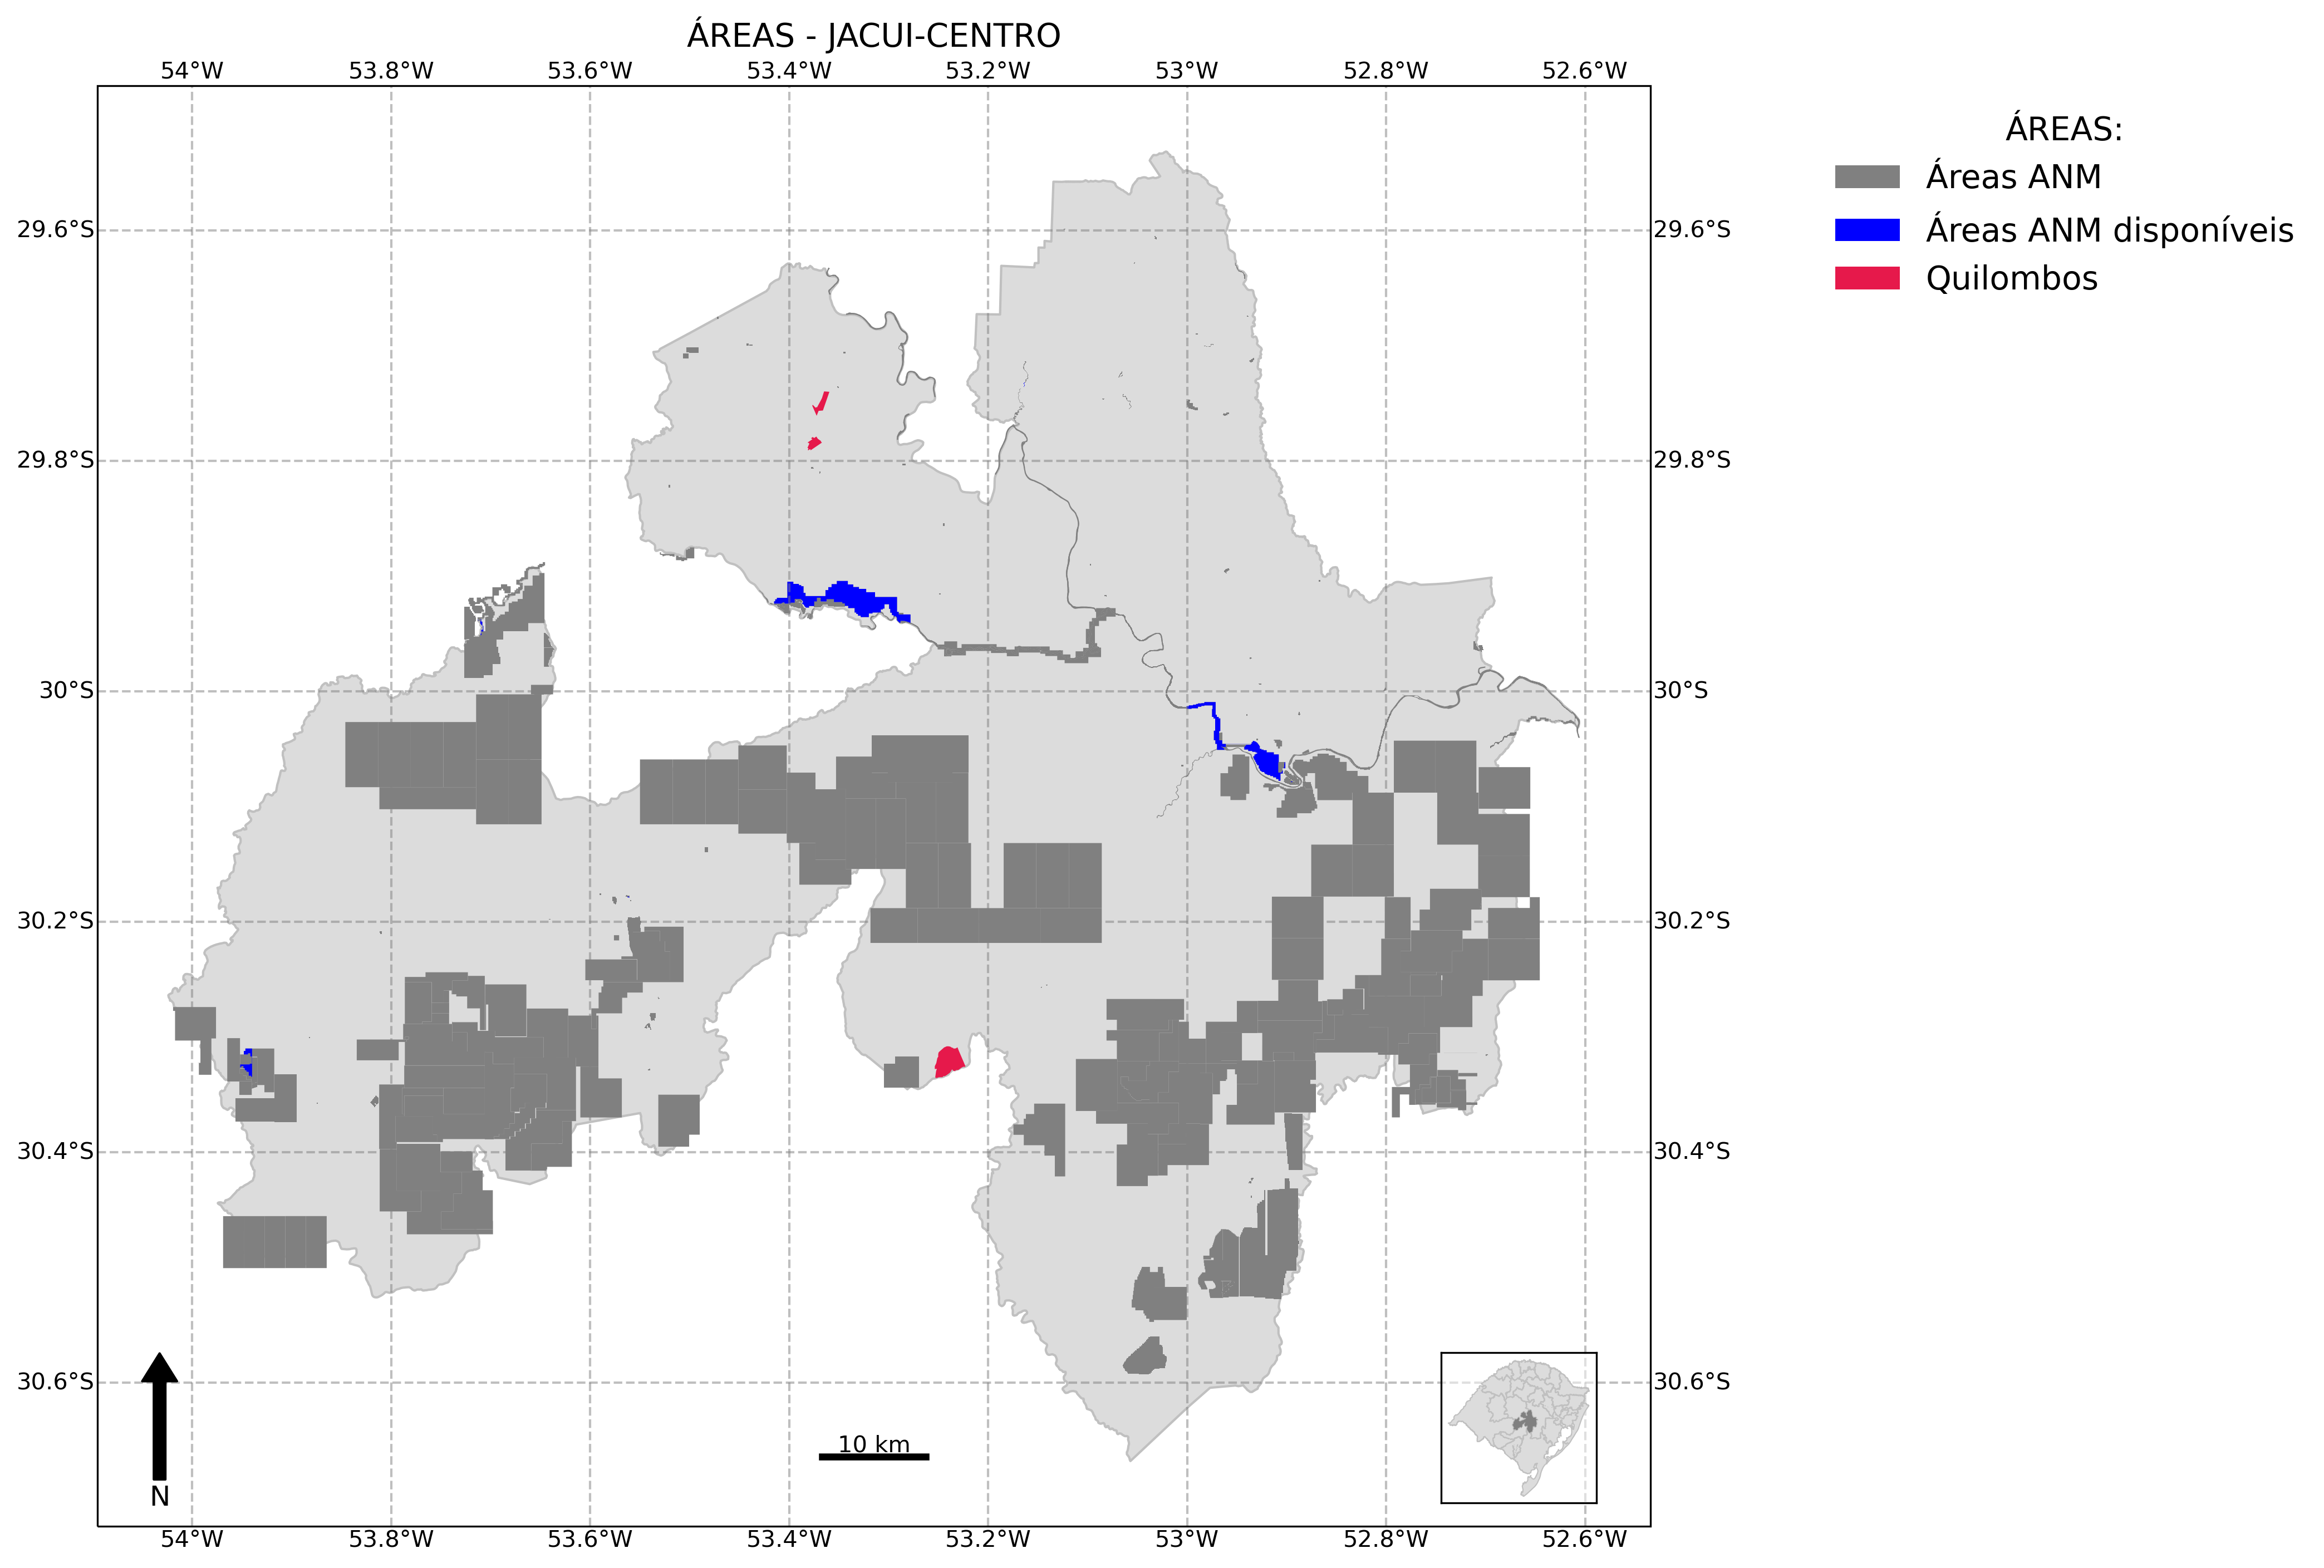 ÁREAS - JACUI-CENTRO
54°W 53.8°W 53.6°W 53.4°W 53.2°W 53°W 52.8°W 52.6°W
ÁREAS:
Áreas ANM
Áreas ANM disponíveis
Quilombos
29.6°S 29.6°S
29.8°S 29.8°S
30°S 30°S
30.2°S 30.2°S
30.4°S 30.4°S
30.6°S 30.6°S
10 km
N
54°W 53.8°W 53.6°W 53.4°W 53.2°W 53°W 52.8°W 52.6°W